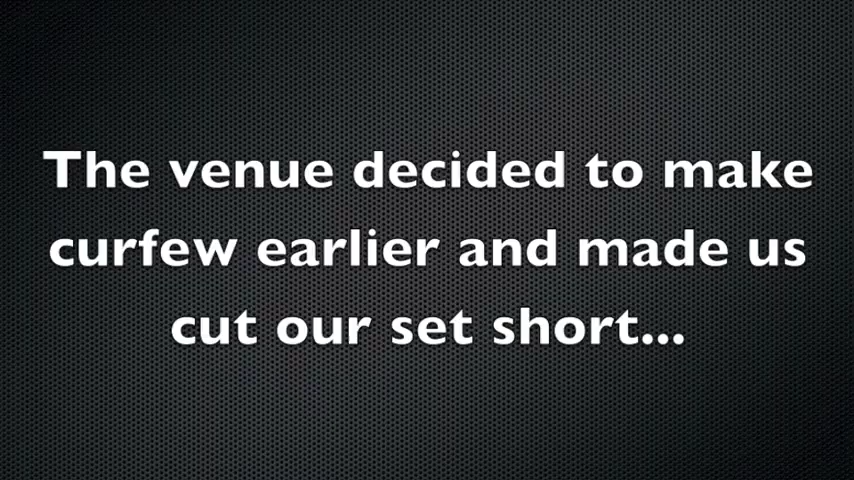 The venue decided to make
curfew earlier and made us
cut our set short...